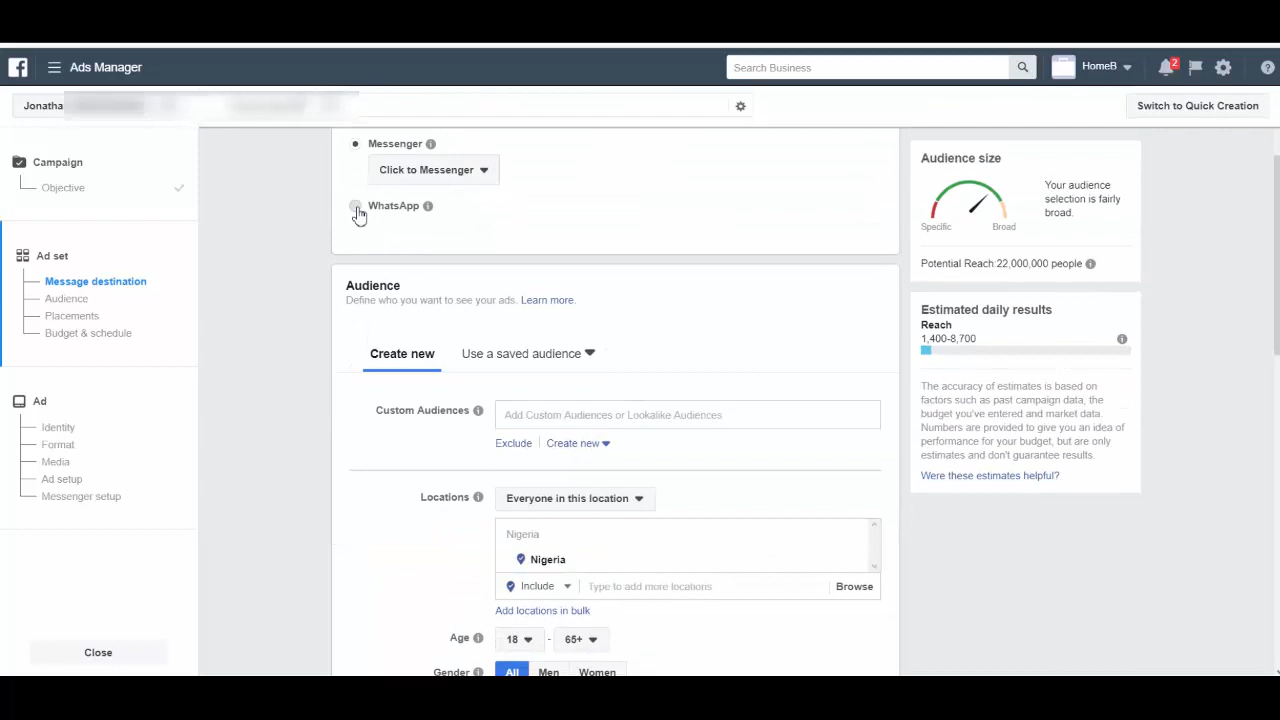 Ads Manager
Search Business
HomeB
2
Jonatha
Switch to Quick Creation
Campaign
Objective
Ad set
Message destination
Audience
Placements
Budget & schedule
Ad
Identity
Format
Media
Ad setup
Messenger setup
Close
Messenger
Click to Messenger
WhatsApp
Audience
Define who you want to see your ads. Learn more.
Create new
Use a saved audience
Custom Audiences
Add Custom Audiences or Lookalike Audiences
Exclude
Create new
Locations
Everyone in this location
Nigeria
Nigeria
Include
Type to add more locations
Browse
Add locations in bulk
Age
18 - 65+
Gender
All Men Women
Audience size
Your audience
selection is fairly
broad.
Specific
Broad
Potential Reach:22,000,000 people
Estimated daily results
Reach
1,400-8,700
The accuracy of estimates is based on
factors such as past campaign data, the
budget you've entered and market data.
Numbers are provided to give you an idea of
performance for your budget, but are only
estimates and don't guarantee results.
Were these estimates helpful?